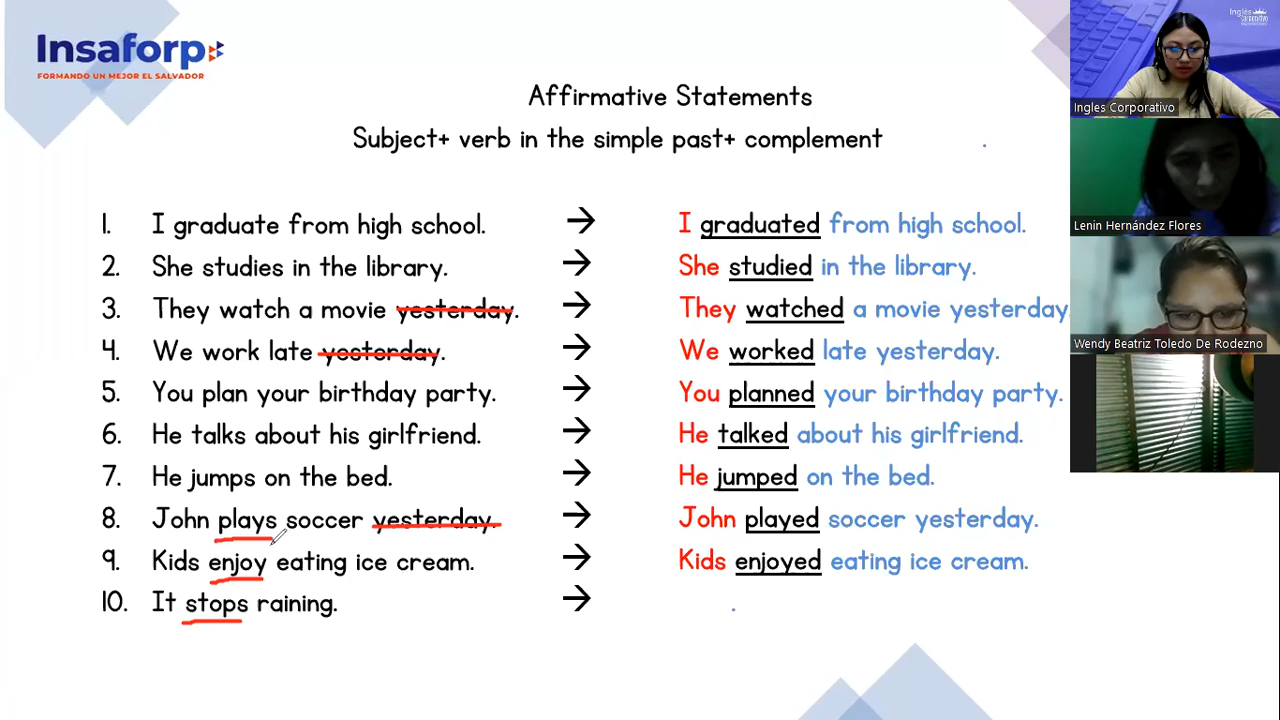 Insaforp
FORMANDO UN MEJOR EL SALVADOR
Inglés
Corporativo
Affirmative Statements
Subject+ verb in the simple past+ complement
1. I graduate from high school. → I graduated from high school.
2. She studies in the library. → She studied in the library.
3. They watch a movie yesterday. → They watched a movie yesterday.
4. We work late yesterday. → We worked late yesterday.
5. You plan your birthday party. → You planned your birthday party.
6. He talks about his girlfriend. → He talked about his girlfriend.
7. He jumps on the bed. → He jumped on the bed.
8. John plays soccer yesterday. → John played soccer yesterday.
9. Kids enjoy eating ice cream. → Kids enjoyed eating ice cream.
10. It stops raining. →
Ingles Corporativo
Lenin Hernández Flores
Wendy Beatriz Toledo De Rodezno